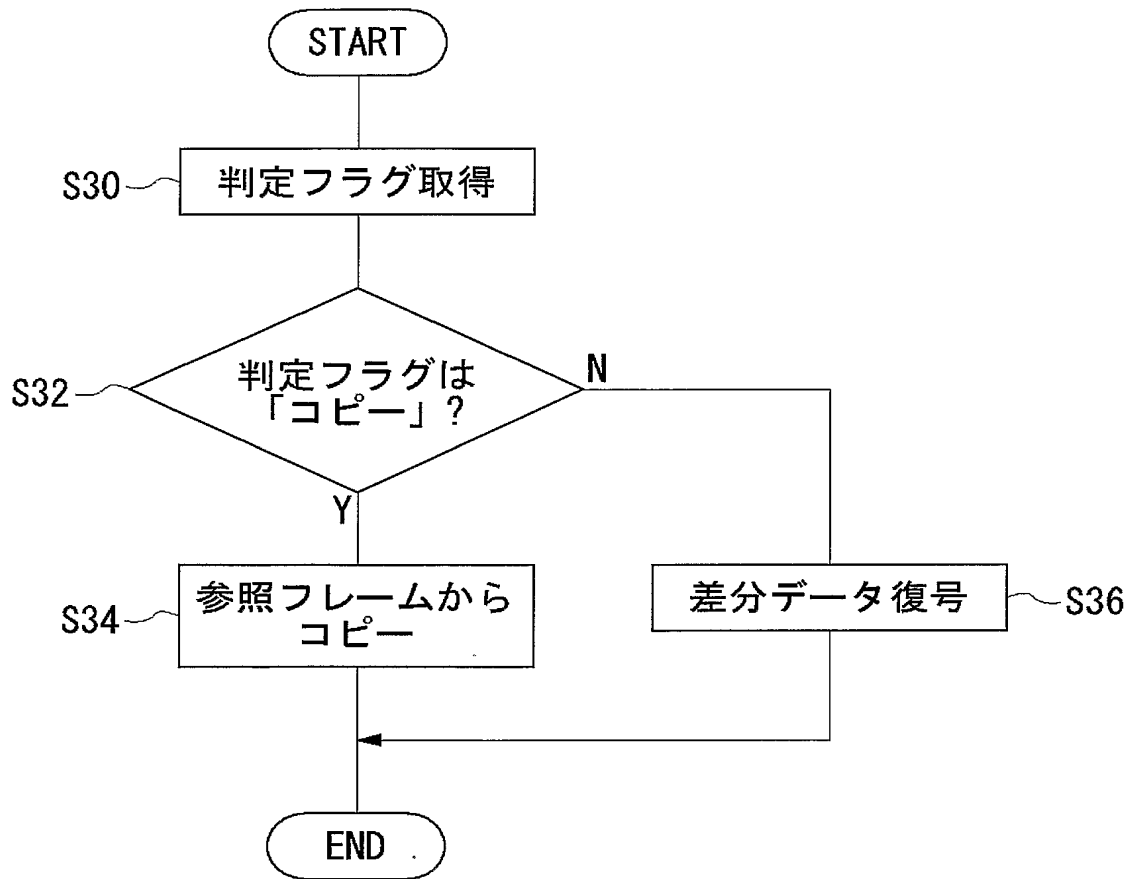 START
S30
判定フラグ取得
S32
判定フラグは
「コピー」?
N
Y
S34
参照フレームから
コピー
差分データ復号
S36
END